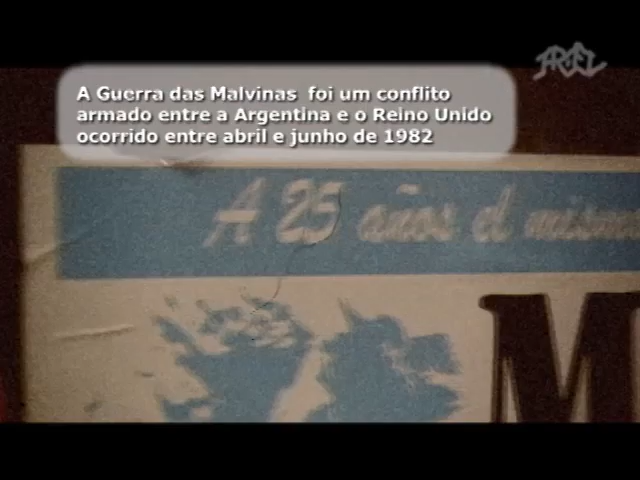 A Guerra das Malvinas foi um conflito
armado entre a Argentina e o Reino Unido
ocorrido entre abril e junho de 1982
A 25 años el
M